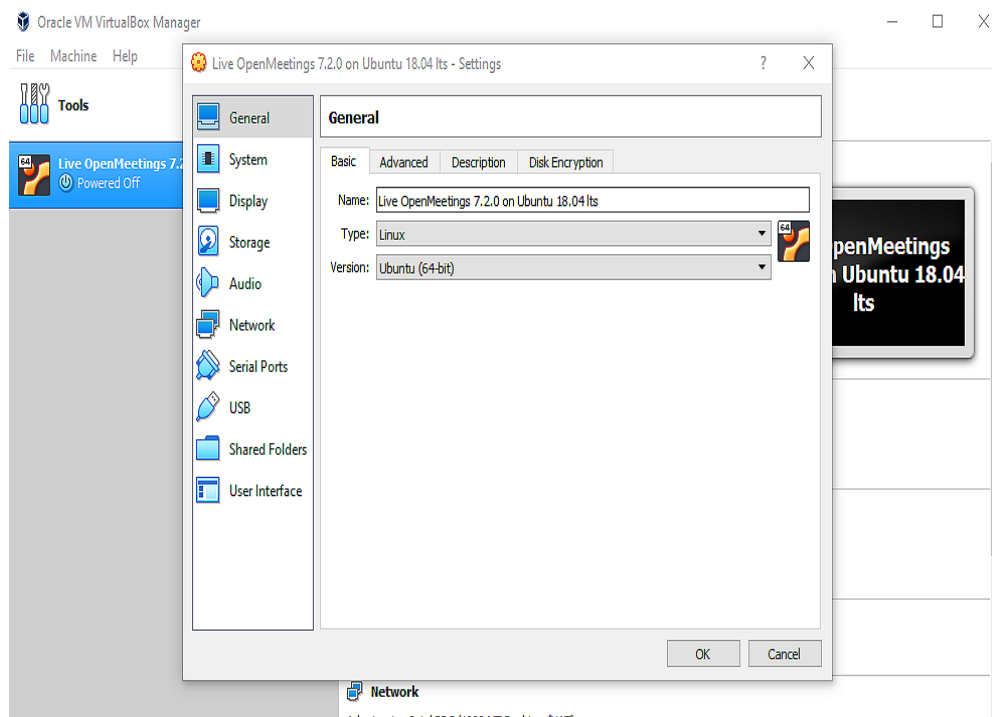 Oracle VM VirtualBox Manager
File Machine Help
Tools
64
Live OpenMeetings 7.2
Powered Off
Live OpenMeetings 7.2.0 on Ubuntu 18.04 lts - Settings
? X
General
System
Display
Storage
Audio
Network
Serial Ports
USB
Shared Folders
User Interface
General
Basic Advanced Description Disk Encryption
Name: Live OpenMeetings 7.2.0 on Ubuntu 18.04 lts
Type: Linux
64
Version: Ubuntu (64-bit)
OK Cancel
penMeetings
Ubuntu 18.04
lts
Network